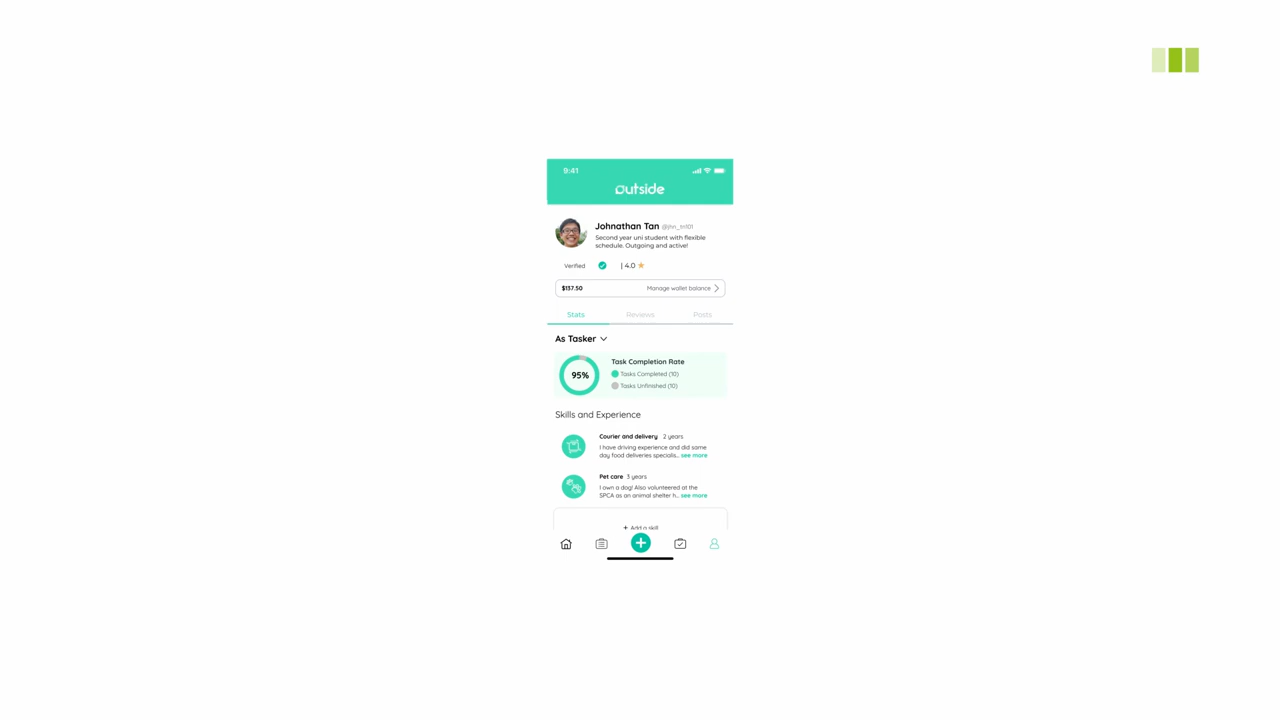 9:41
Outside
Johnathan Tan @jhn_tn101
Second year uni student with flexible
schedule. Outgoing and active!
Verified | 4.0
$137.50 Manage wallet balance
Stats Reviews Posts
As Tasker
95%
Task Completion Rate
Tasks Completed (10)
Tasks Unfinished (10)
Skills and Experience
Courier and delivery 2 years
I have driving experience and did same
day food deliveries specialis... see more
Pet care 3 years
I own a dog! Also volunteered at the
SPCA as an animal shelter h... see more
+ Add a skill